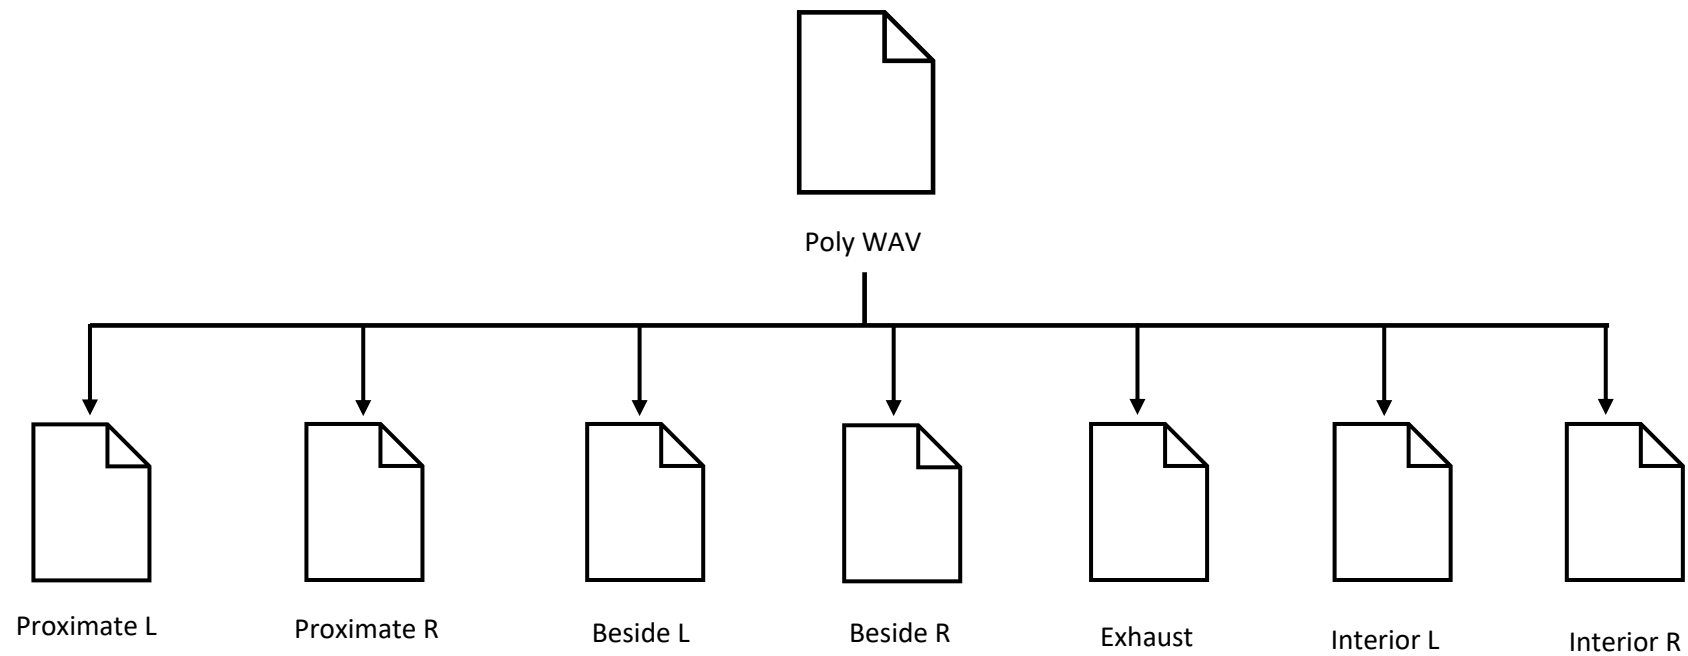 Poly WAV
Proximate L
Proximate R
Beside L
Beside R
Exhaust
Interior L
Interior R